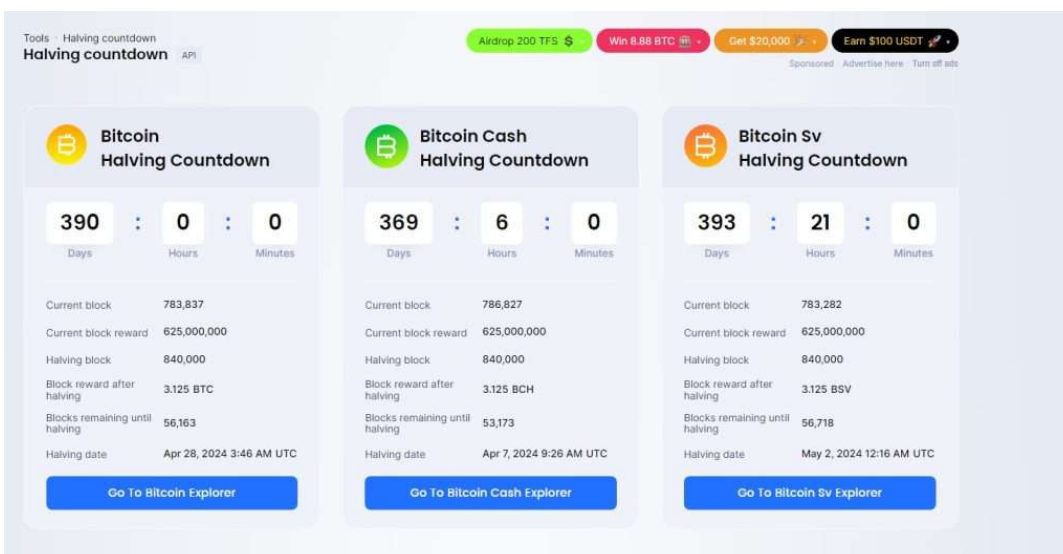 Tools Halving countdown
Halving countdown API
Airdrop 200 TFS $ Win 8.88 BTC Get $20,000 Earn $100 USDT
Sponsored Advertise here Turn off ads
Bitcoin
Halving Countdown
390 : 0 : 0
Days Hours Minutes
Current block 783,837
Current block reward 625,000,000
Halving block 840,000
Block reward after
halving 3.125 BTC
Blocks remaining until
halving 56,163
Halving date Apr 28, 2024 3:46 AM UTC
Go To Bitcoin Explorer
Bitcoin Cash
Halving Countdown
369 : 6 : 0
Days Hours Minutes
Current block 786,827
Current block reward 625,000,000
Halving block 840,000
Block reward after
halving 3.125 BCH
Blocks remaining until
halving 53,173
Halving date Apr 7, 2024 9:26 AM UTC
Go To Bitcoin Cash Explorer
Bitcoin Sv
Halving Countdown
393 : 21 : 0
Days Hours Minutes
Current block 783,282
Current block reward 625,000,000
Halving block 840,000
Block reward after
halving 3.125 BSV
Blocks remaining until
halving 56,718
Halving date May 2, 2024 12:16 AM UTC
Go To Bitcoin Sv Explorer